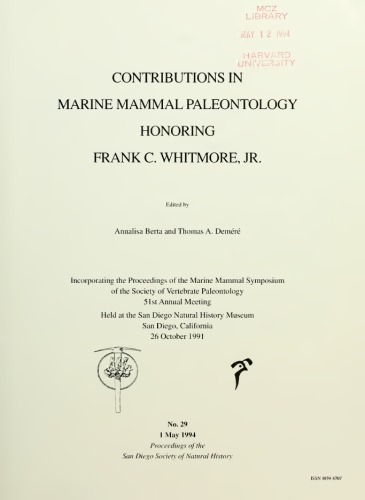 MCZ
LIBRARY
MAY 12 1994
HARVARD
UNIVERSITY
CONTRIBUTIONS IN
MARINE MAMMAL PALEONTOLOGY
HONORING
FRANK C. WHITMORE, JR.
Edited by
Annalisa Berta and Thomas A. Deméré
Incorporating the Proceedings of the Marine Mammal Symposium
of the Society of Vertebrate Paleontology
51st Annual Meeting
Held at the San Diego Natural History Museum
San Diego, California
26 October 1991
No. 29
1 May 1994
Proceedings of the
San Diego Society of Natural History
ISSN